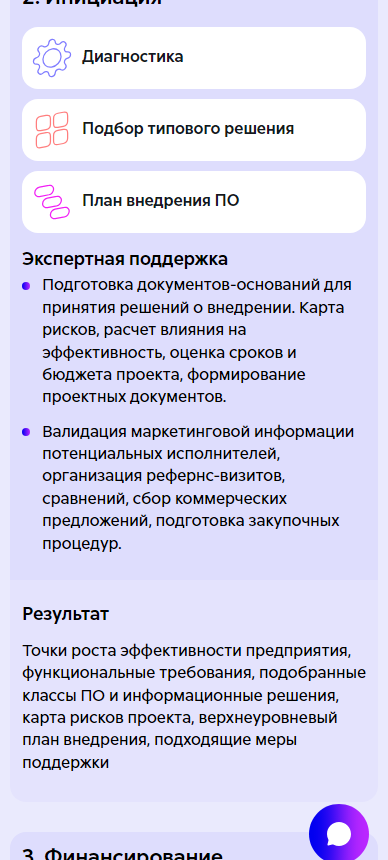 2. Инициация
Диагностика
Подбор типового решения
План внедрения ПО
Экспертная поддержка
Подготовка документов-оснований для
принятия решений о внедрении. Карта
рисков, расчет влияния на
эффективность, оценка сроков и
бюджета проекта, формирование
проектных документов.
Валидация маркетинговой информации
потенциальных исполнителей,
организация рефернс-визитов,
сравнений, сбор коммерческих
предложений, подготовка закупочных
процедур.
Результат
Точки роста эффективности предприятия,
функциональные требования, подобранные
классы ПО и информационные решения,
карта рисков проекта, верхнеуровневый
план внедрения, подходящие меры
поддержки
3. Финансирование